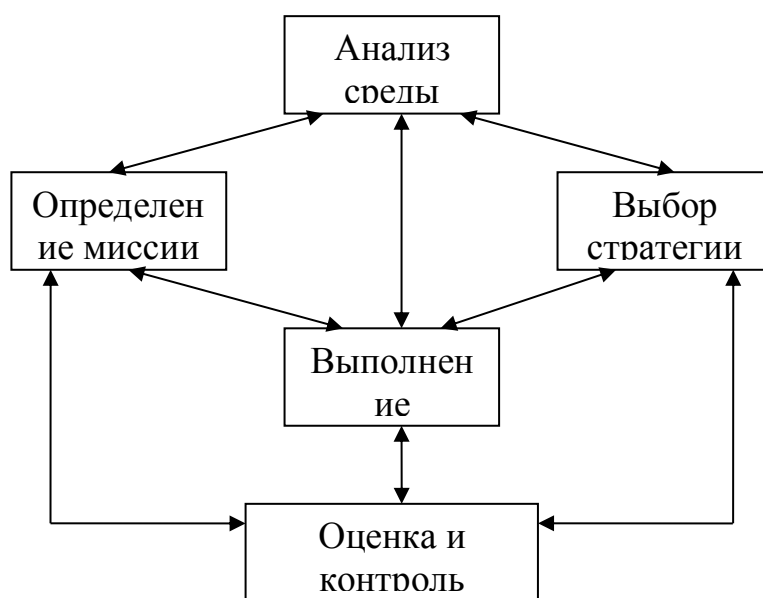 Анализ
среды
Определен
ие миссии
Выбор
стратегии
Выполнен
ие
Оценка и
контроль